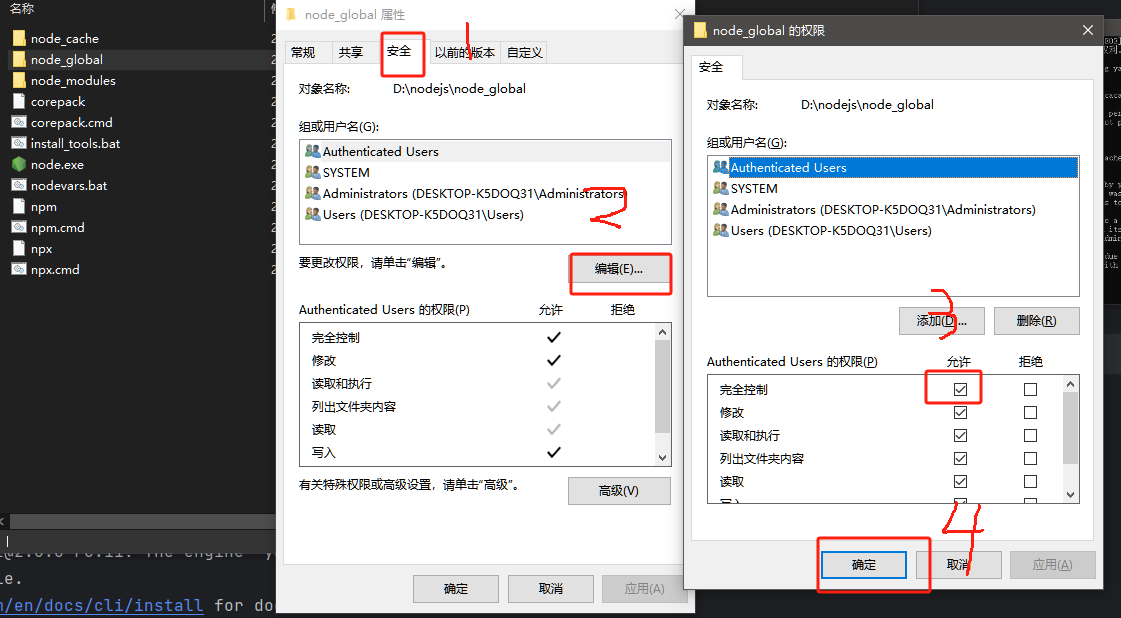 名称
node_cache
node_global
node_modules
corepack
corepack.cmd
install_tools.bat
node.exe
nodevars.bat
npm
npm.cmd
npx
npx.cmd
le.
n/en/docs/cli/install for do
node_global 属性
常规 共享 安全 以前的版本 自定义
1
对象名称: D:\nodejs\node_global
组或用户名(G):
Authenticated Users
SYSTEM
Administrators (DESKTOP-K5DOQ31\Administrators)
Users (DESKTOP-K5DOQ31\Users)
2
要更改权限，请单击“编辑”。
编辑(E)...
Authenticated Users 的权限(P) 允许 拒绝
完全控制
修改
读取和执行
列出文件夹内容
读取
写入
有关特殊权限或高级设置，请单击“高级”。
高级(V)
确定 取消 应用(A)
node_global 的权限
安全
对象名称: D:\nodejs\node_global
组或用户名(G):
Authenticated Users
SYSTEM
Administrators (DESKTOP-K5DOQ31\Administrators)
Users (DESKTOP-K5DOQ31\Users)
3
添加(D)... 删除(R)
Authenticated Users 的权限(P) 允许 拒绝
完全控制
修改
读取和执行
列出文件夹内容
读取
写入
4
确定 取消 应用(A)